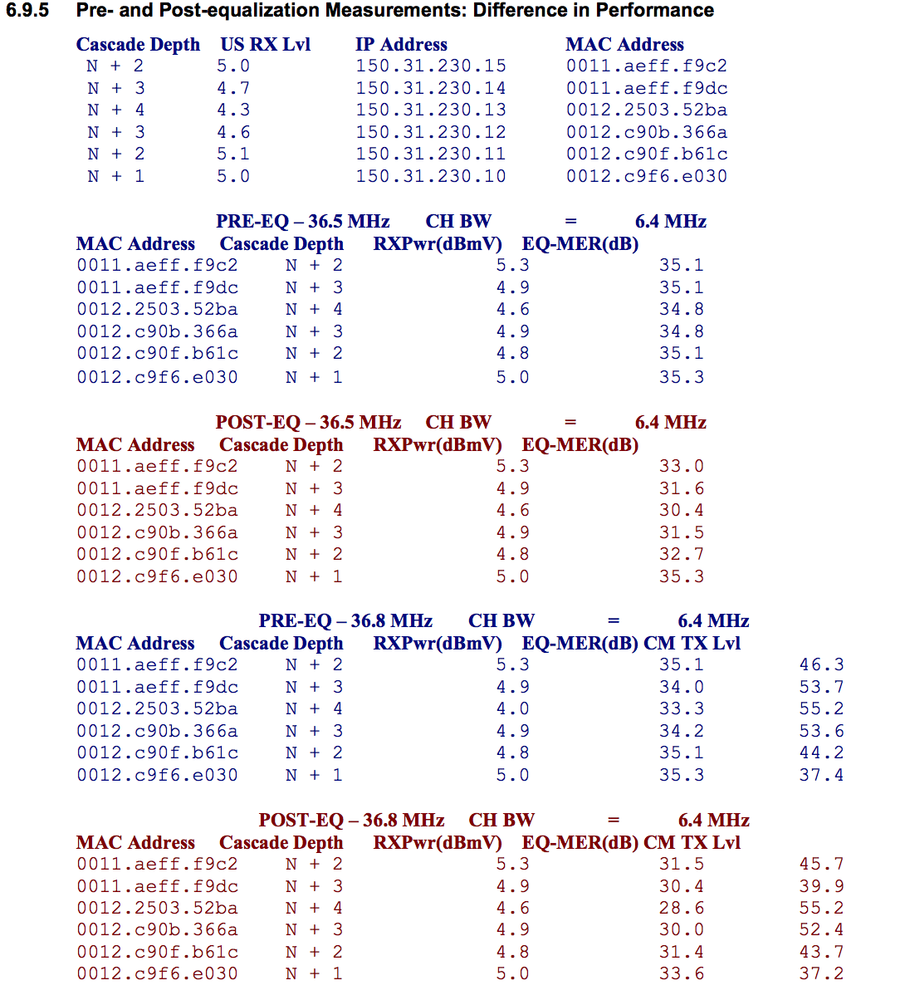 6.9.5 Pre- and Post-equalization Measurements: Difference in Performance
Cascade Depth US RX Lvl IP Address MAC Address
N + 2 5.0 150.31.230.15 0011.aeff.f9c2
N + 3 4.7 150.31.230.14 0011.aeff.f9dc
N + 4 4.3 150.31.230.13 0012.2503.52ba
N + 3 4.6 150.31.230.12 0012.c90b.366a
N + 2 5.1 150.31.230.11 0012.c90f.b61c
N + 1 5.0 150.31.230.10 0012.c9f6.e030
PRE-EQ – 36.5 MHz CH BW = 6.4 MHz
MAC Address Cascade Depth RXPwr(dBmV) EQ-MER(dB)
0011.aeff.f9c2 N + 2 5.3 35.1
0011.aeff.f9dc N + 3 4.9 35.1
0012.2503.52ba N + 4 4.6 34.8
0012.c90b.366a N + 3 4.9 34.8
0012.c90f.b61c N + 2 4.8 35.1
0012.c9f6.e030 N + 1 5.0 35.3
POST-EQ – 36.5 MHz CH BW = 6.4 MHz
MAC Address Cascade Depth RXPwr(dBmV) EQ-MER(dB)
0011.aeff.f9c2 N + 2 5.3 33.0
0011.aeff.f9dc N + 3 4.9 31.6
0012.2503.52ba N + 4 4.6 30.4
0012.c90b.366a N + 3 4.9 31.5
0012.c90f.b61c N + 2 4.8 32.7
0012.c9f6.e030 N + 1 5.0 35.3
PRE-EQ – 36.8 MHz CH BW = 6.4 MHz
MAC Address Cascade Depth RXPwr(dBmV) EQ-MER(dB) CM TX Lvl
0011.aeff.f9c2 N + 2 5.3 35.1 46.3
0011.aeff.f9dc N + 3 4.9 34.0 53.7
0012.2503.52ba N + 4 4.0 33.3 55.2
0012.c90b.366a N + 3 4.9 34.2 53.6
0012.c90f.b61c N + 2 4.8 35.1 44.2
0012.c9f6.e030 N + 1 5.0 35.3 37.4
POST-EQ – 36.8 MHz CH BW = 6.4 MHz
MAC Address Cascade Depth RXPwr(dBmV) EQ-MER(dB) CM TX Lvl
0011.aeff.f9c2 N + 2 5.3 31.5 45.7
0011.aeff.f9dc N + 3 4.9 30.4 39.9
0012.2503.52ba N + 4 4.6 28.6 55.2
0012.c90b.366a N + 3 4.9 30.0 52.4
0012.c90f.b61c N + 2 4.8 31.4 43.7
0012.c9f6.e030 N + 1 5.0 33.6 37.2